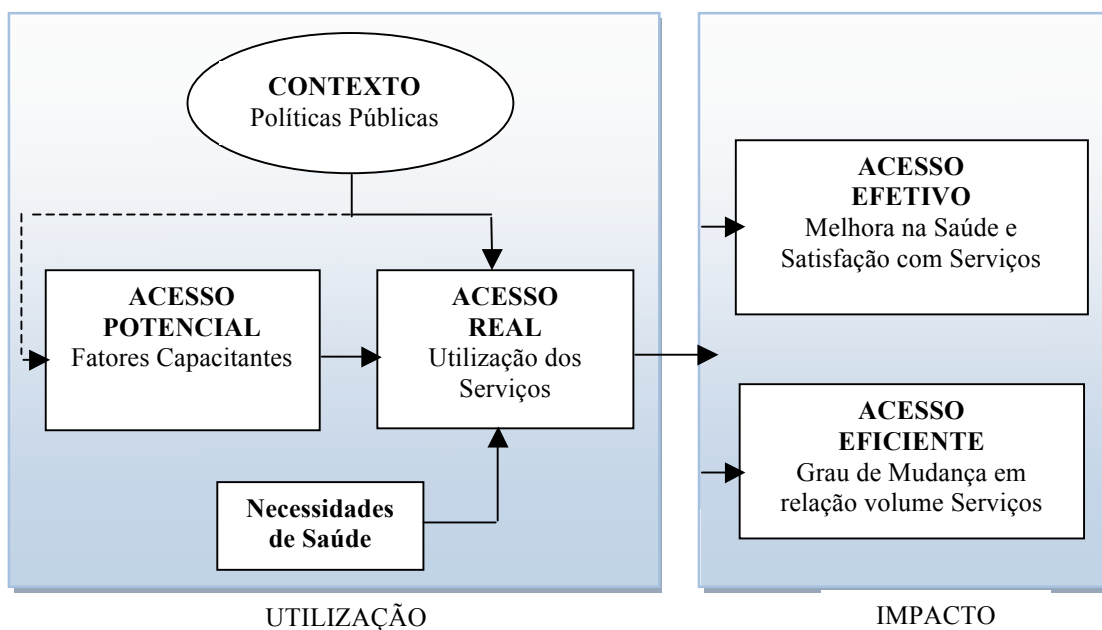 CONTEXTO
Políticas Públicas
ACESSO
POTENCIAL
Fatores Capacitantes
ACESSO
REAL
Utilização dos
Serviços
Necessidades
de Saúde
UTILIZAÇÃO
ACESSO
EFETIVO
Melhora na Saúde e
Satisfação com Serviços
ACESSO
EFICIENTE
Grau de Mudança em
relação volume Serviços
IMPACTO